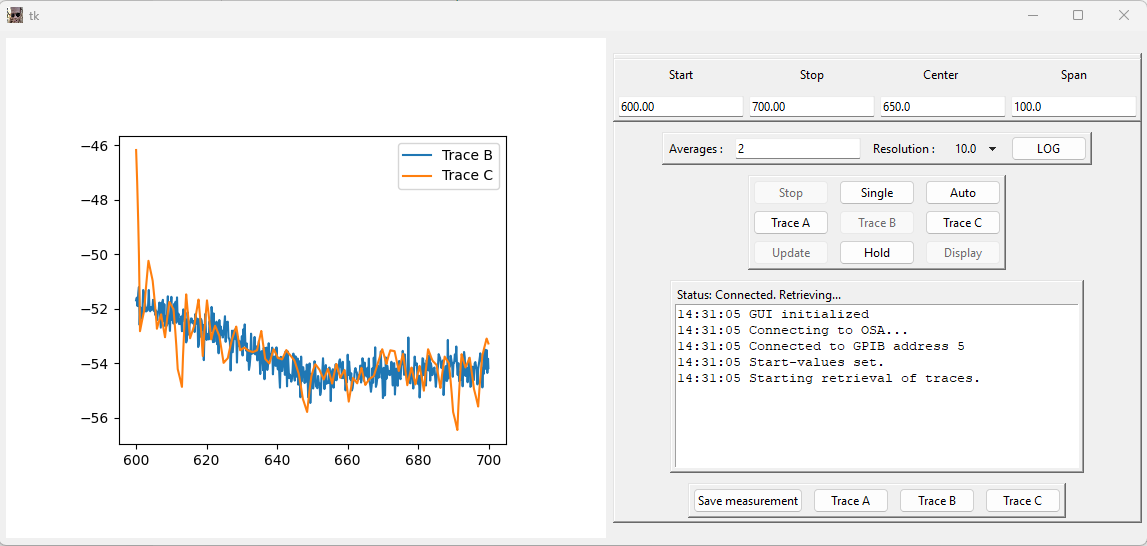 tk
−46
−48
−50
−52
−54
−56
600 620 640 660 680 700
Trace B
Trace C
Start Stop Center Span
600.00 700.00 650.0 100.0
Averages : 2 Resolution : 10.0 LOG
Stop Single Auto
Trace A Trace B Trace C
Update Hold Display
Status: Connected. Retrieving...
14:31:05 GUI initialized
14:31:05 Connecting to OSA...
14:31:05 Connected to GPIB address 5
14:31:05 Start-values set.
14:31:05 Starting retrieval of traces.
Save measurement Trace A Trace B Trace C